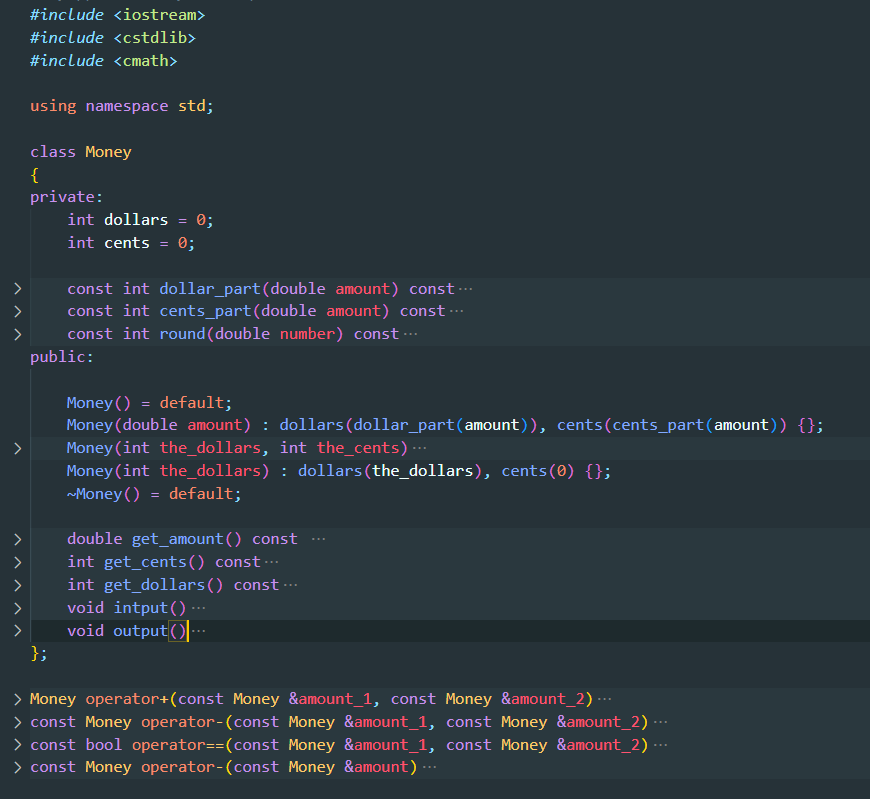 #include <iostream>
#include <cstdlib>
#include <cmath>
using namespace std;
class Money
{
private:
int dollars = 0;
int cents = 0;
const int dollar_part(double amount) const ···
const int cents_part(double amount) const ···
const int round(double number) const ···
public:
Money() = default;
Money(double amount) : dollars(dollar_part(amount)), cents(cents_part(amount)) {};
Money(int the_dollars, int the_cents) ···
Money(int the_dollars) : dollars(the_dollars), cents(0) {};
~Money() = default;
double get_amount() const ···
int get_cents() const ···
int get_dollars() const ···
void intput() ···
void output() ···
};
Money operator+(const Money &amount_1, const Money &amount_2) ···
const Money operator-(const Money &amount_1, const Money &amount_2) ···
const bool operator==(const Money &amount_1, const Money &amount_2) ···
const Money operator-(const Money &amount) ···